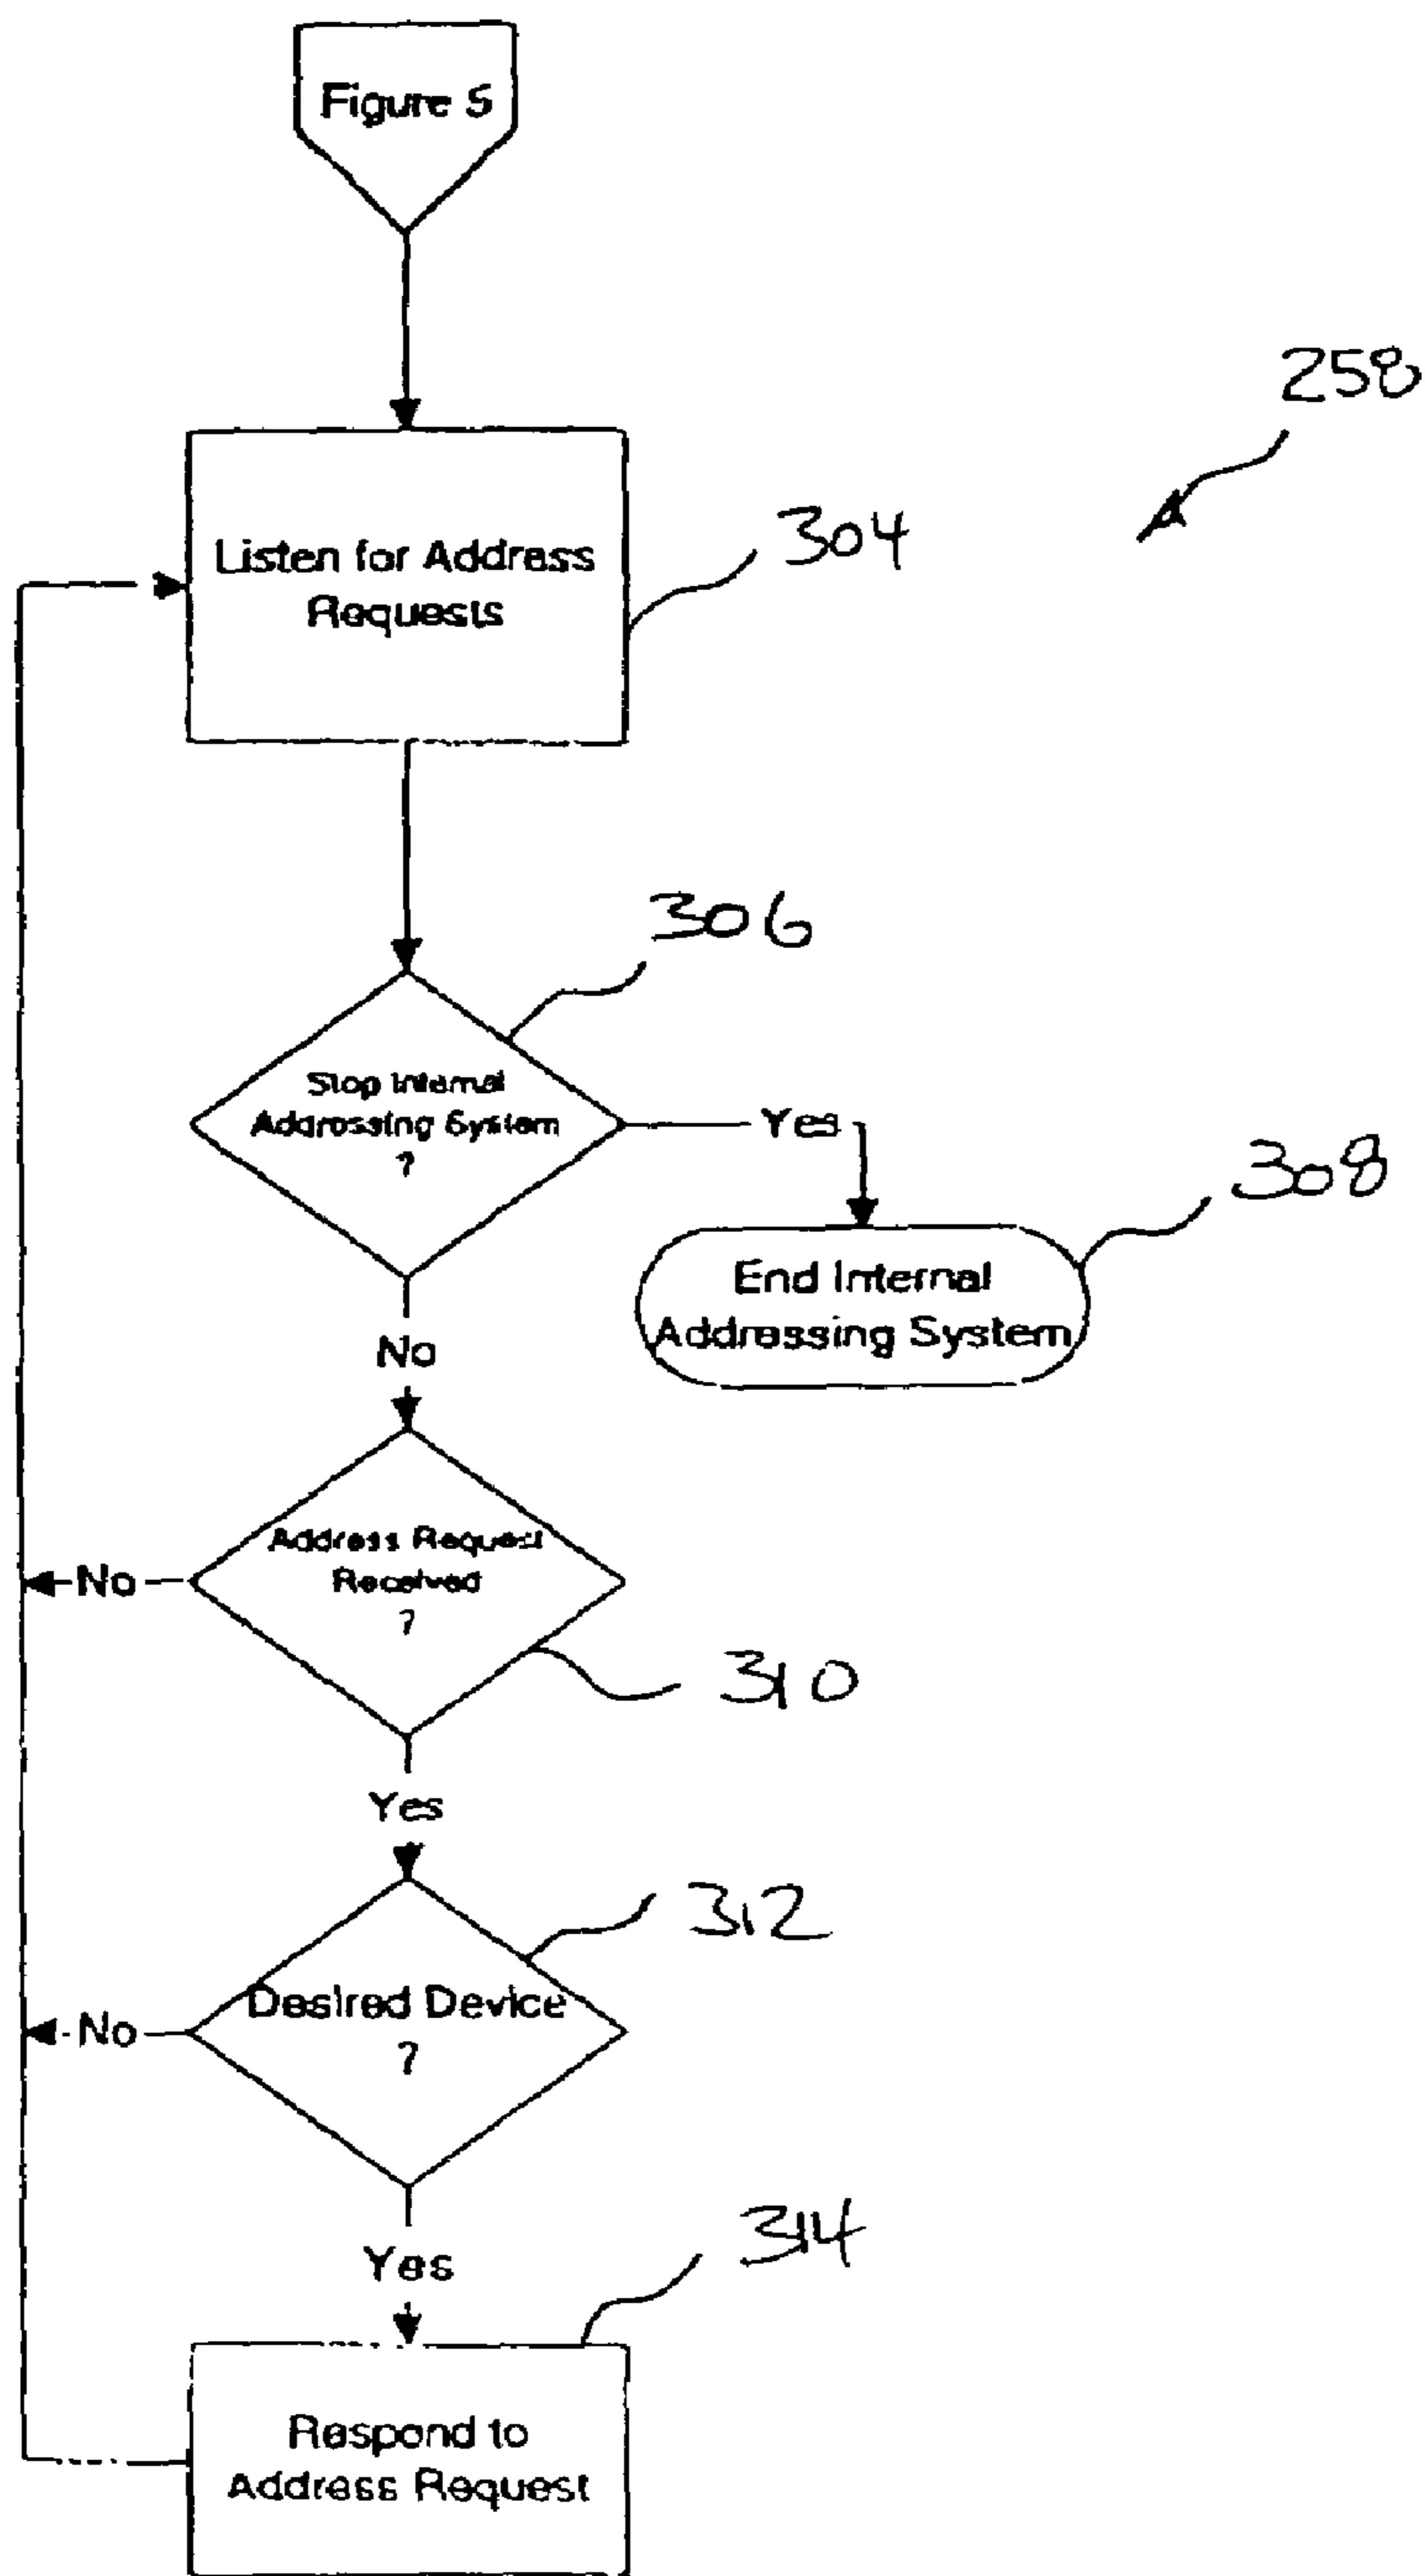 Figure 5
258
Listen for Address
Requests
304
306
Stop Internal
Addressing System
?
Yes
308
End Internal
Addressing System
No
Address Request
Received
?
No
310
Yes
312
Desired Device
?
No
314
Yes
Respond to
Address Request